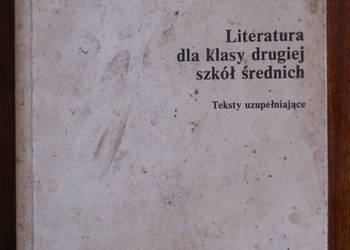 Literatura
dla klasy drugiej
szkół średnich
Teksty uzupełniające